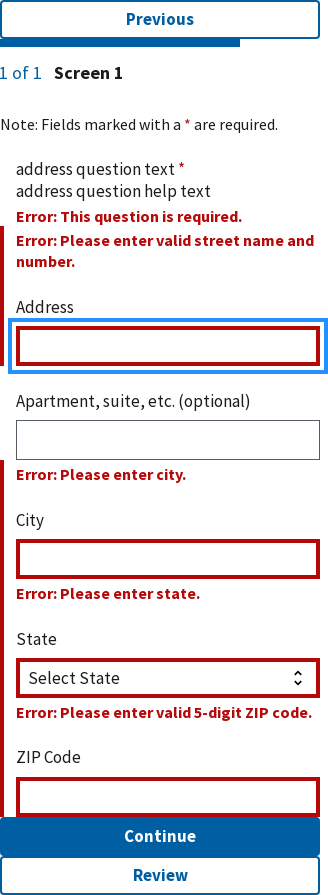 Previous
1 of 1 Screen 1
Note: Fields marked with a * are required.
address question text *
address question help text
Error: This question is required.
Error: Please enter valid street name and
number.
Address
Apartment, suite, etc. (optional)
Error: Please enter city.
City
Error: Please enter state.
State
Select State
Error: Please enter valid 5-digit ZIP code.
ZIP Code
Continue
Review